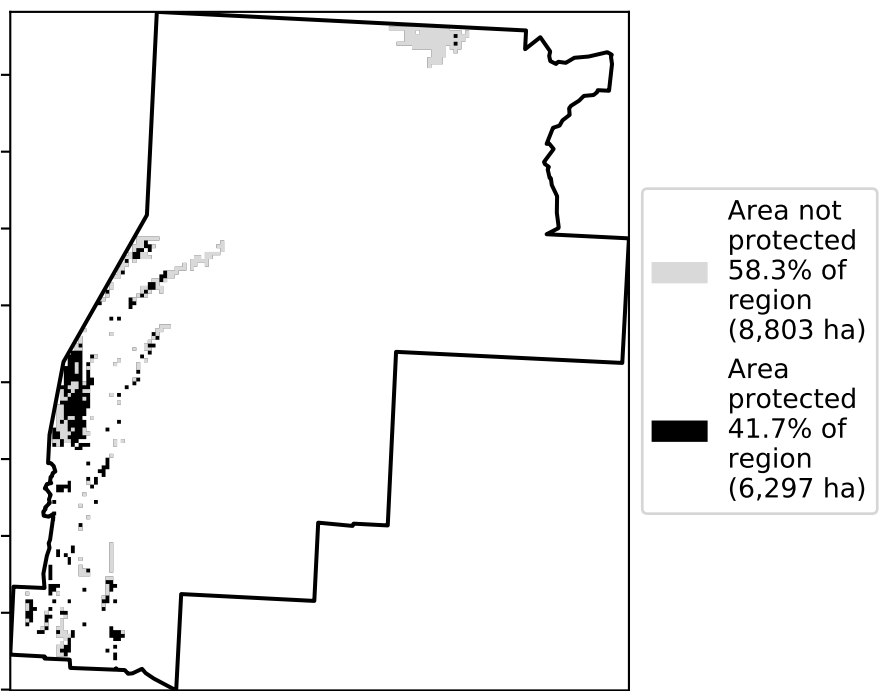 Area not
protected
58.3% of
region
(8,803 ha)
Area
protected
41.7% of
region
(6,297 ha)